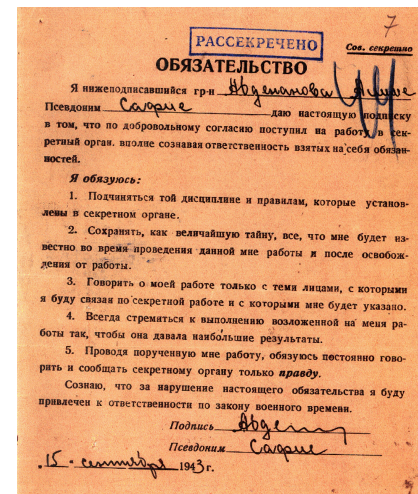 7
РАССЕКРЕЧЕНО
Сов. секретно
ОБЯЗАТЕЛЬСТВО
Я нижеподписавшийся гр-н
Псевдоним Софие даю настоящую подписку
в том, что по добровольному согласию поступил на работу в сек-
ретный орган, вполне сознавая ответственость взятых на себя обязан-
ностей.
Я обязуюсь:
1. Подчиняться той дисциплине и правилам, которые установ-
лены в секретном органе.
2. Сохранять, как величайшую тайну, все, что мне будет из-
вестно во время проведения данной мне работы и после освобож-
дения от работы.
3. Говорить о моей работе только с теми лицами, с которыми
я буду связан по секретной работе и с которыми мне будет указано.
4. Всегда стремиться к выполнению возложенной на меня ра-
боты так, чтобы она давала наибольшие результаты.
5. Проводя порученную мне работу, обязуюсь постоянно гово-
рить и сообщать секретному органу только правду.
Сознаю, что за нарушение настоящего обязательства я буду
привлечен к ответственности по закону военного времени.
Подпись
Псевдоним Софие
15 сентября 1943 г.